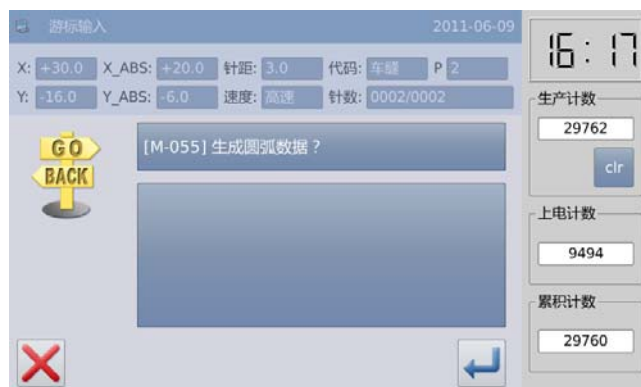 游标输入 2011-06-09
X: +30.0 X_ABS: +20.0 针距: 3.0 代码: 车缝 P 2
Y: -16.0 Y_ABS: -6.0 速度: 高速 针数: 0002/0002
GO
BACK
[M-055] 生成圆弧数据？
16:17
生产计数
29762
clr
上电计数
9494
累积计数
29760